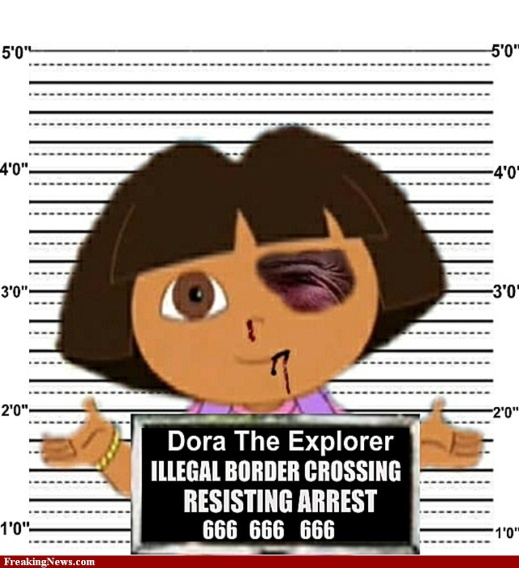 5'0" 5'0"
4'0" 4'0"
3'0" 3'0"
2'0" 2'0"
Dora The Explorer
ILLEGAL BORDER CROSSING
RESISTING ARREST
666 666 666
1'0" 1'0"
FreakingNews.com